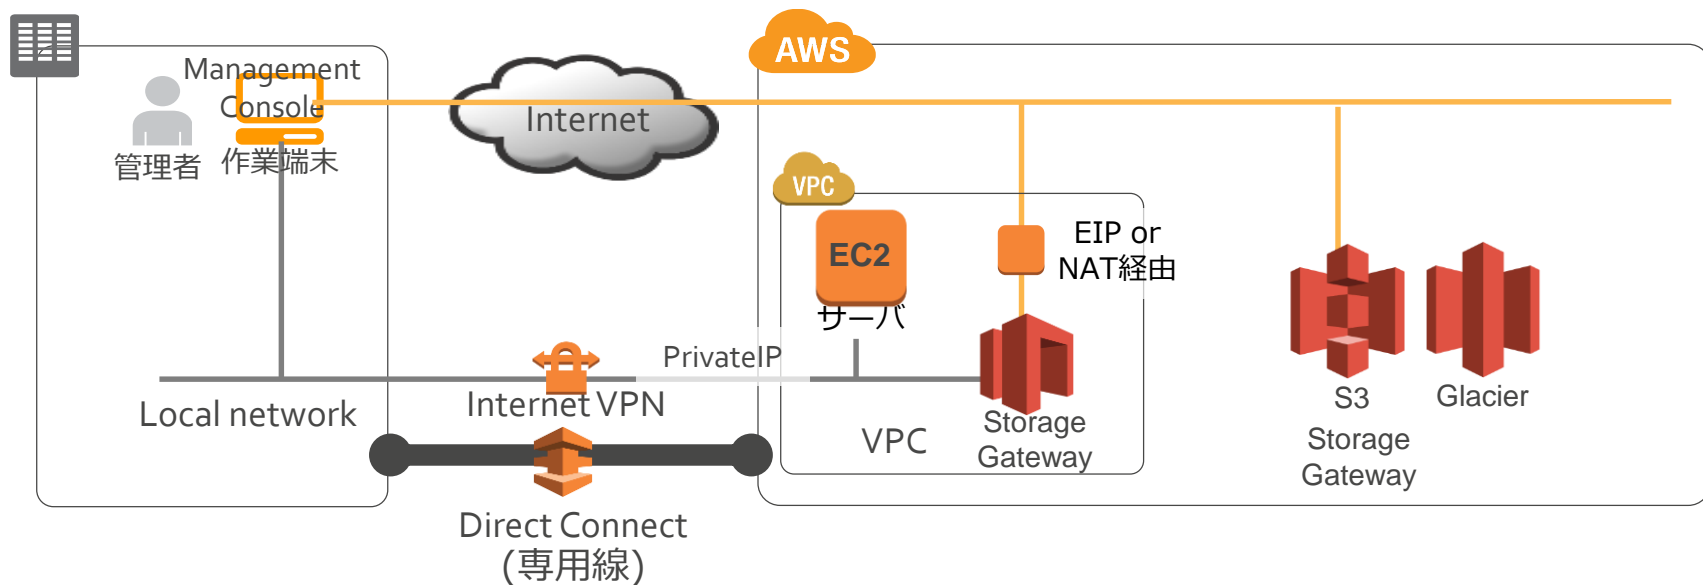 AWS
Management
Console
Internet
管理者
作業端末
VPC
EC2
サーバ
EIP or
NAT経由
PrivateIP
Local network
Internet VPN
VPC
Storage
Gateway
S3
Glacier
Storage
Gateway
Direct Connect
(専用線)